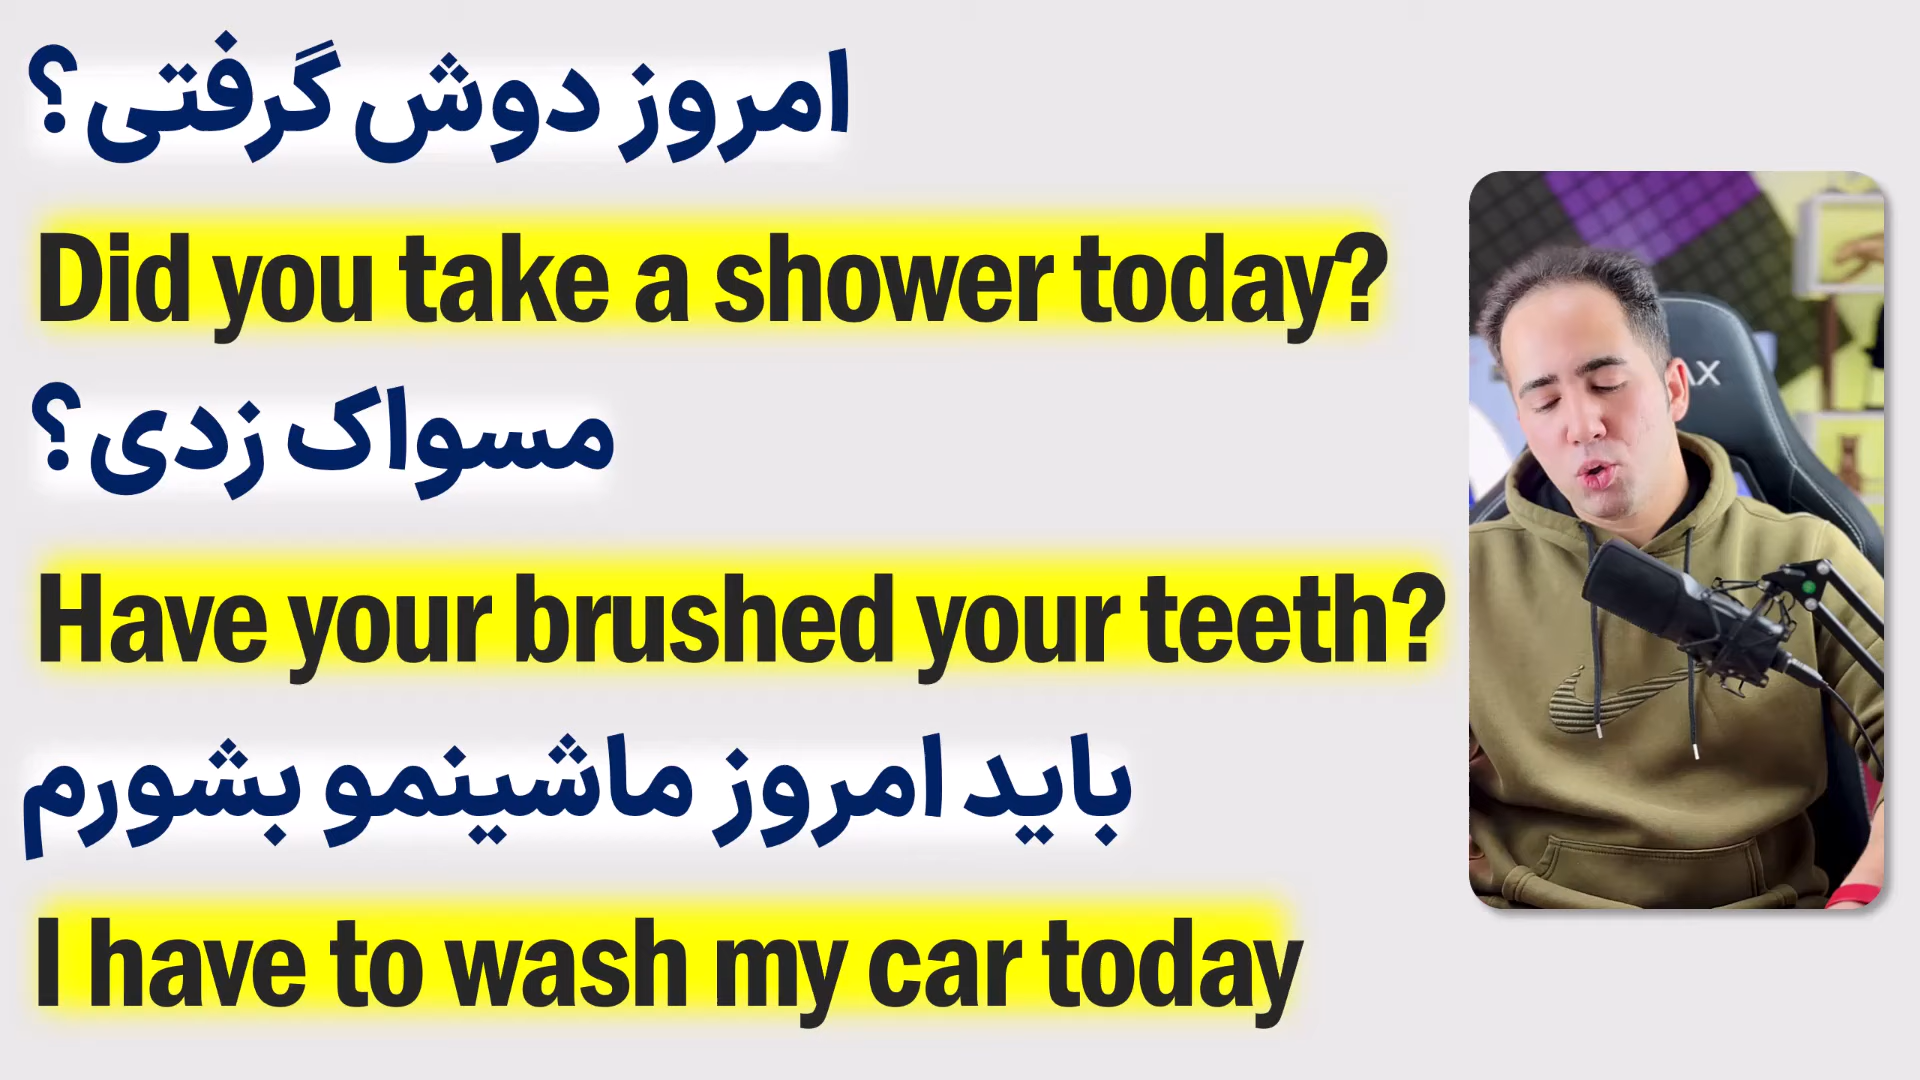 امروز دوش گرفتی؟
Did you take a shower today?
مسواک زدی؟
Have your brushed your teeth?
باید امروز ماشینمو بشورم
I have to wash my car today
AX